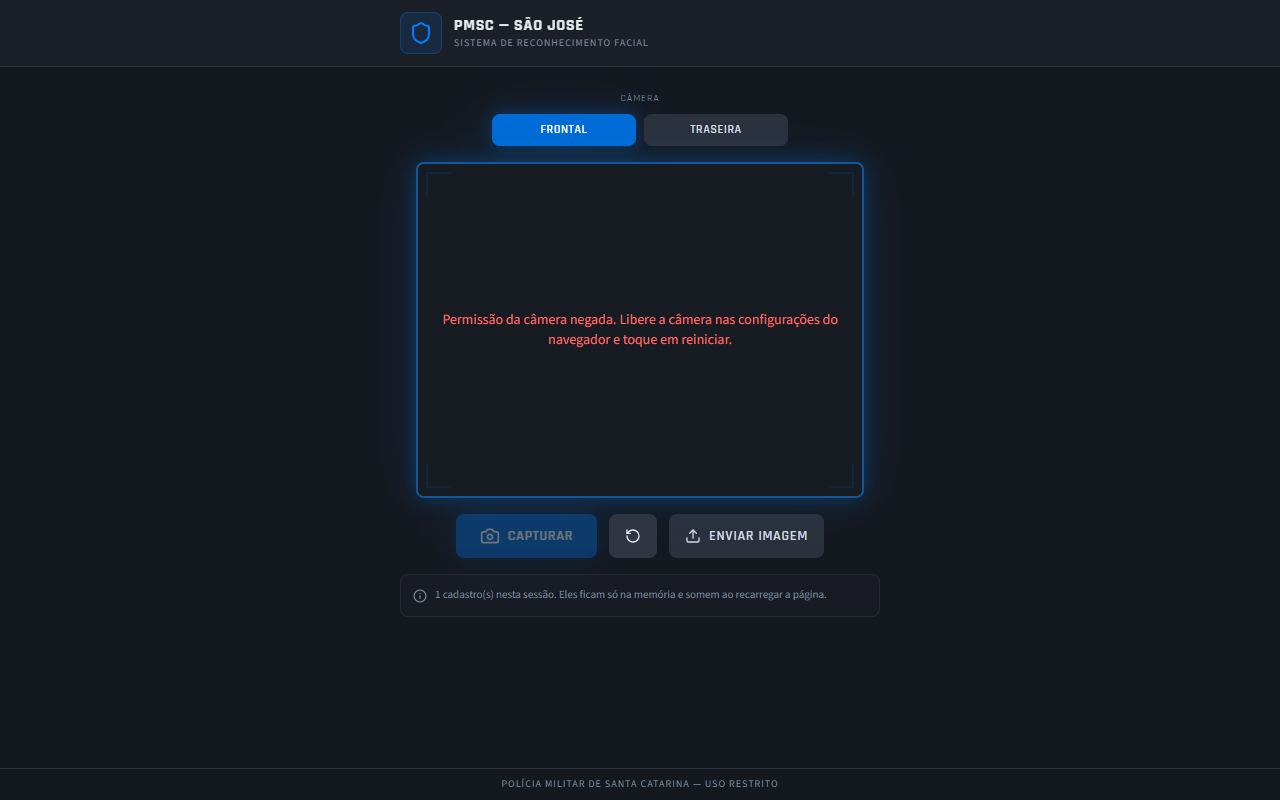 PMSC — SÃO JOSÉ
SISTEMA DE RECONHECIMENTO FACIAL
CÂMERA
FRONTAL
TRASEIRA
Permissão da câmera negada. Libere a câmera nas configurações do
navegador e toque em reiniciar.
CAPTURAR
ENVIAR IMAGEM
1 cadastro(s) nesta sessão. Eles ficam só na memória e somem ao recarregar a página.
POLÍCIA MILITAR DE SANTA CATARINA — USO RESTRITO